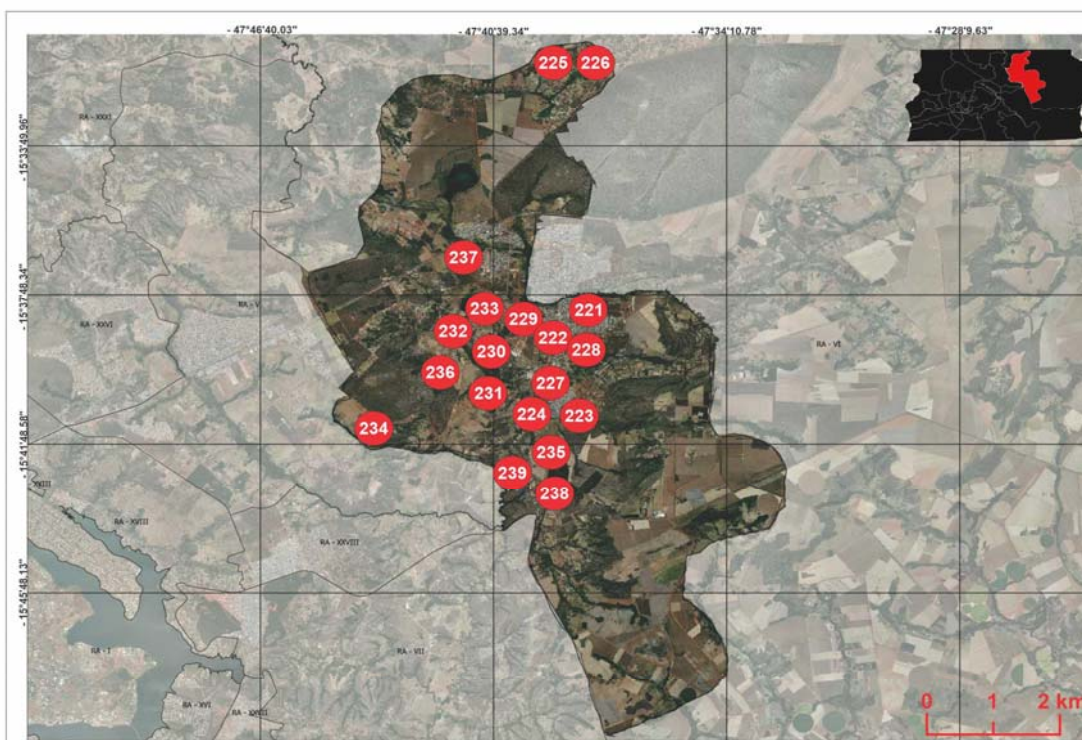 - 47°46'40.03" - 47°40'39.34" - 47°34'10.78" - 47°28'9.63"
225 226
- 15°33'49.96"
RA - XXXI
237
- 15°37'48.34"
RA - V
233 229 221
RA - XXVI
232 222
RA - VI
230 228
236 227
231
224 223
234
- 15°41'48.58"
235
239
XVIII
238
RA - XVIII
RA - XXVIII
- 15°45'48.13"
RA - I
RA - VII
RA - XVI
0 1 2 km